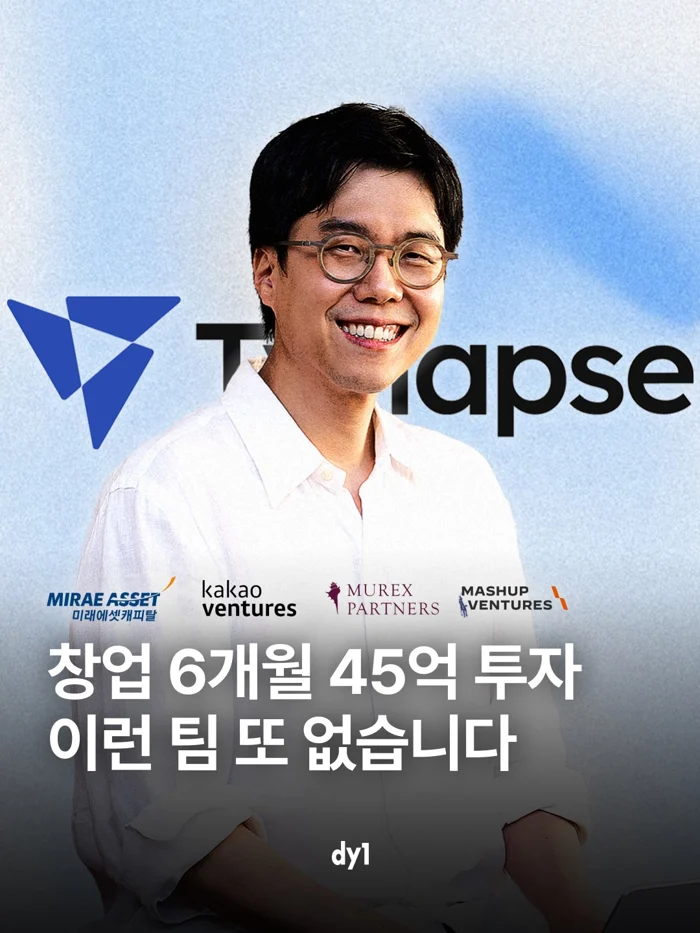 MIRAE ASSET
미래에셋캐피탈
kakao
ventures
MUREX
PARTNERS
MASHUP
VENTURES
창업 6개월 45억 투자
이런 팀 또 없습니다
dy1